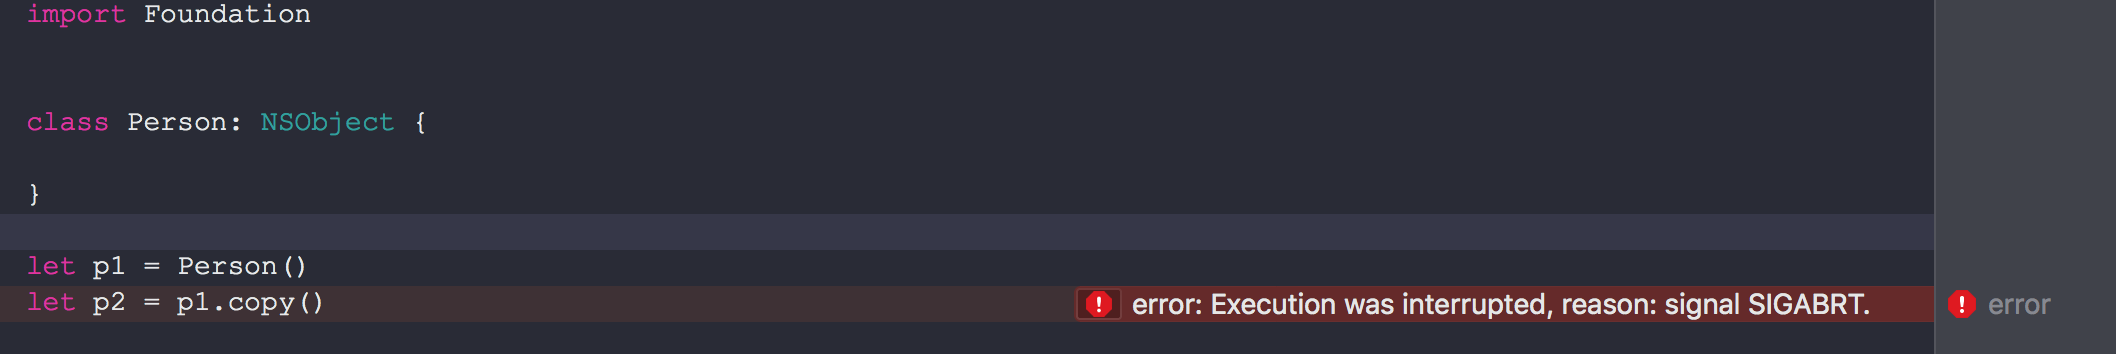 import Foundation
class Person: NSObject {
}
let p1 = Person()
let p2 = p1.copy()
error: Execution was interrupted, reason: signal SIGABRT.
error